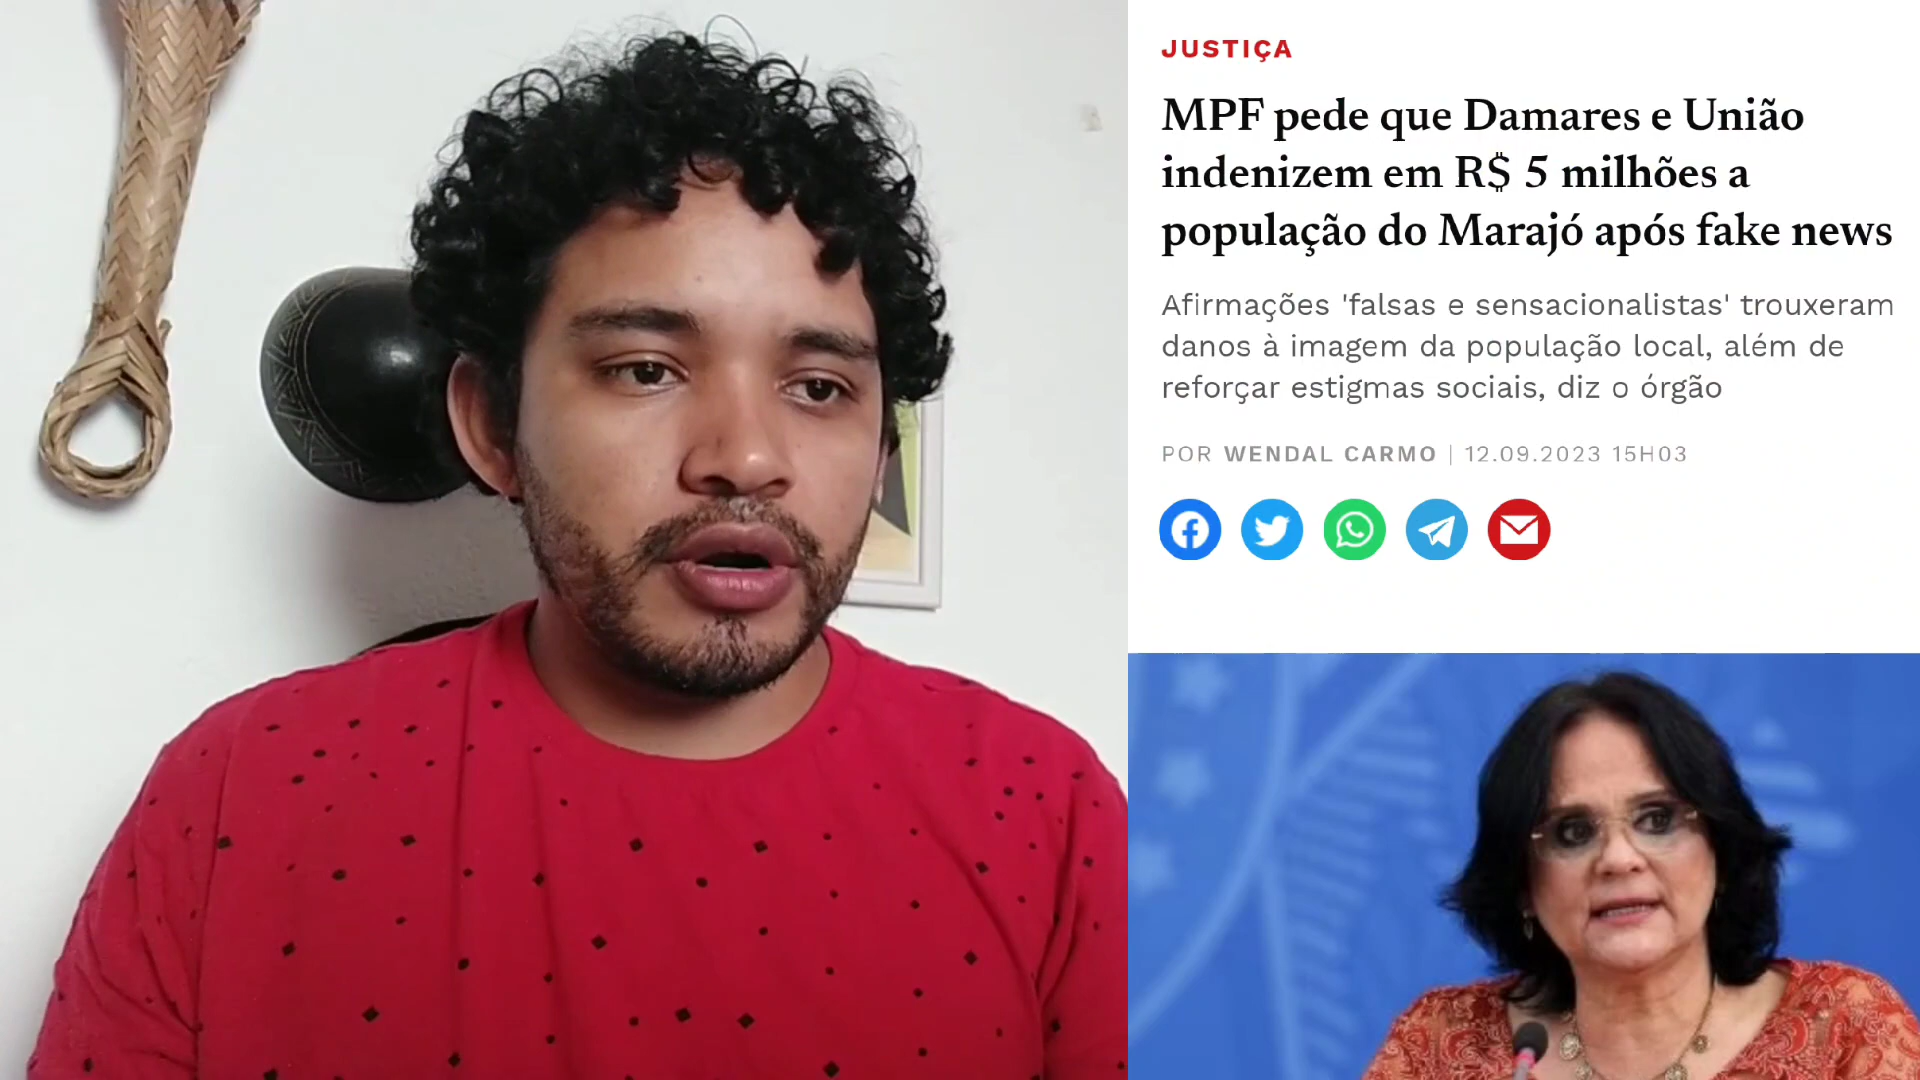 JUSTIÇA
MPF pede que Damares e União
indenizem em R$ 5 milhões a
população do Marajó após fake news
Afirmações 'falsas e sensacionalistas' trouxeram
danos à imagem da população local, além de
reforçar estigmas sociais, diz o órgão
POR WENDAL CARMO | 12.09.2023 15H03